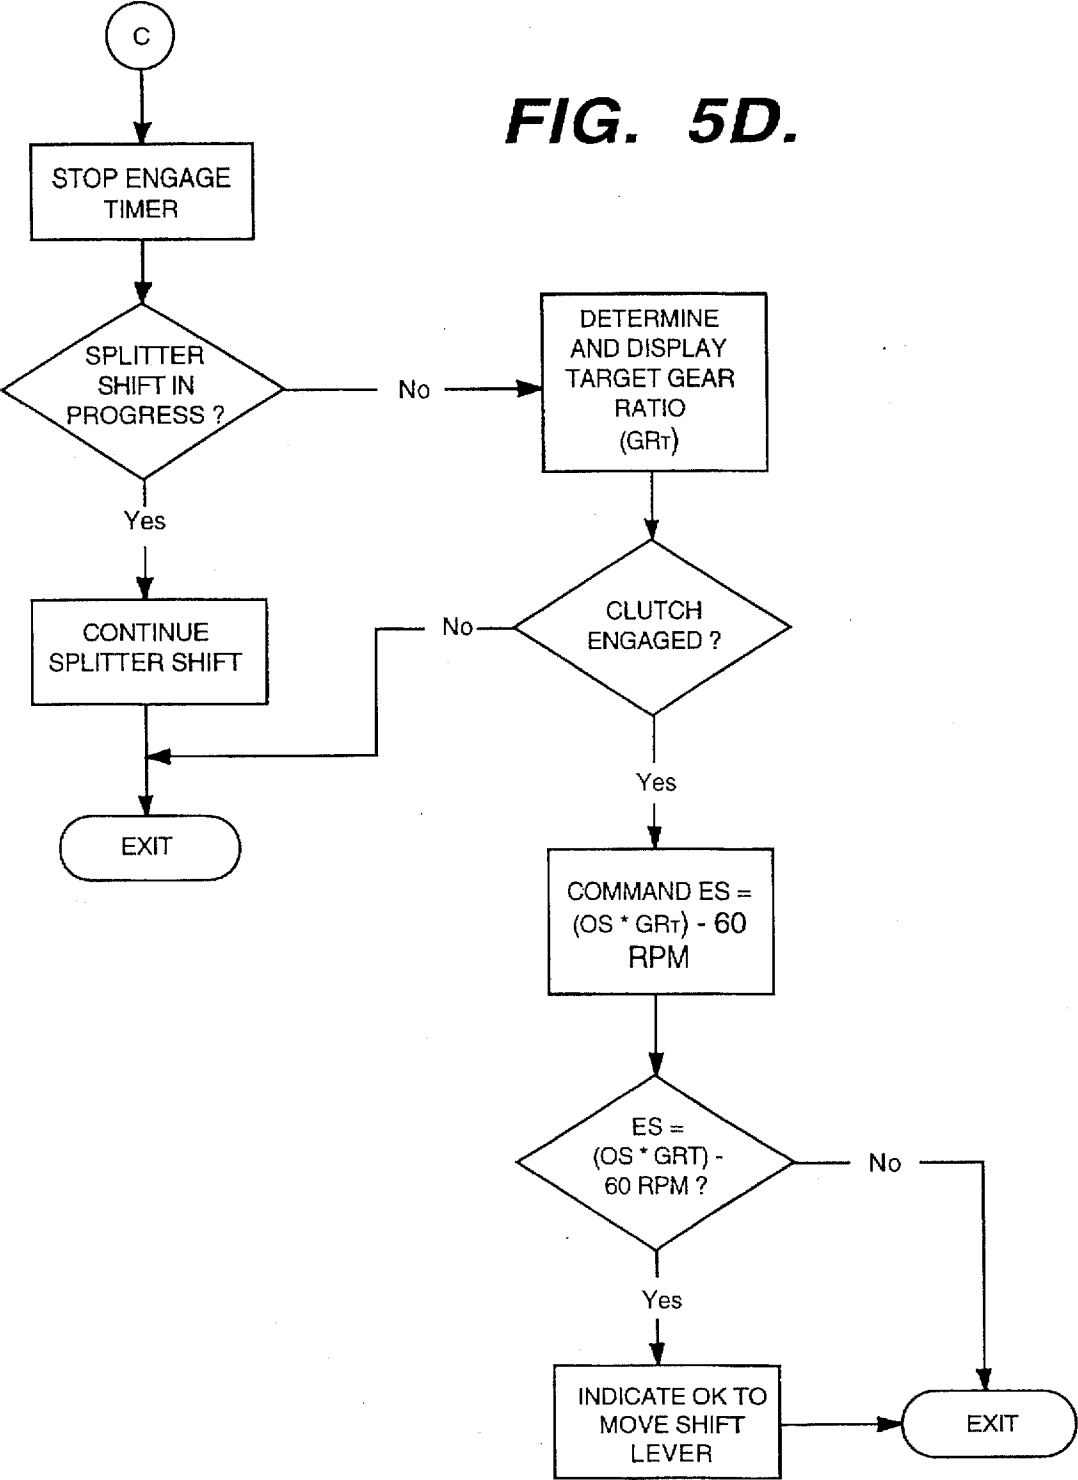 C
FIG. 5D.
STOP ENGAGE
TIMER
SPLITTER
SHIFT IN
PROGRESS ?
No
DETERMINE
AND DISPLAY
TARGET GEAR
RATIO
(GRT)
Yes
CONTINUE
SPLITTER SHIFT
EXIT
CLUTCH
ENGAGED ?
No
Yes
COMMAND ES =
(OS * GRT) - 60
RPM
ES =
(OS * GRT) -
60 RPM ?
No
Yes
INDICATE OK TO
MOVE SHIFT
LEVER
EXIT